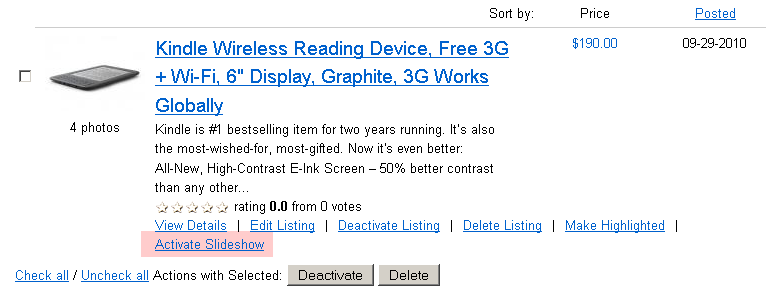 Sort by: Price Posted
Kindle Wireless Reading Device, Free 3G $190.00 09-29-2010
+ Wi-Fi, 6" Display, Graphite, 3G Works
Globally
4 photos
Kindle is #1 bestselling item for two years running. It's also
the most-wished-for, most-gifted. Now it's even better:
All-New, High-Contrast E-Ink Screen – 50% better contrast
than any other...
rating 0.0 from 0 votes
View Details | Edit Listing | Deactivate Listing | Delete Listing | Make Highlighted |
Activate Slideshow
Check all / Uncheck all Actions with Selected: Deactivate Delete